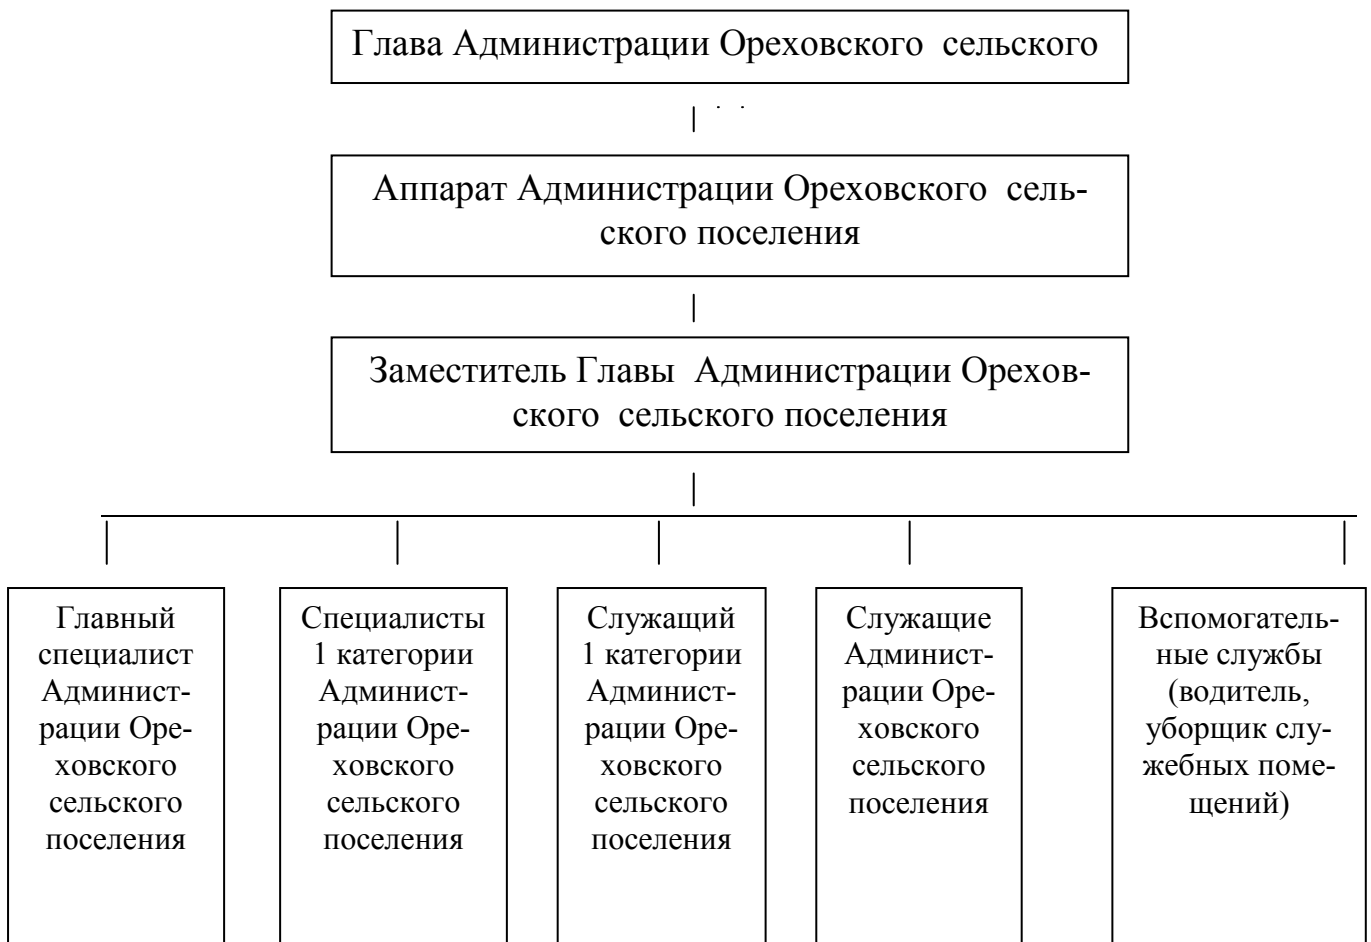 Глава Администрации Ореховского сельского
Аппарат Администрации Ореховского сель-
ского поселения
Заместитель Главы Администрации Орехов-
ского сельского поселения
Главный
специалист
Админист-
рации Оре-
ховского
сельского
поселения
Специалисты
1 категории
Админист-
рации Оре-
ховского
сельского
поселения
Служащий
1 категории
Админист-
рации Оре-
ховского
сельского
поселения
Служащие
Админист-
рации Оре-
ховского
сельского
поселения
Вспомогатель-
ные службы
(водитель,
уборщик слу-
жебных поме-
щений)